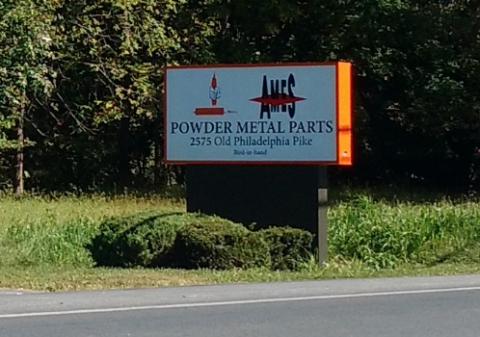 AMES
POWDER METAL PARTS
2575 Old Philadelphia Pike
Bird-in-hand